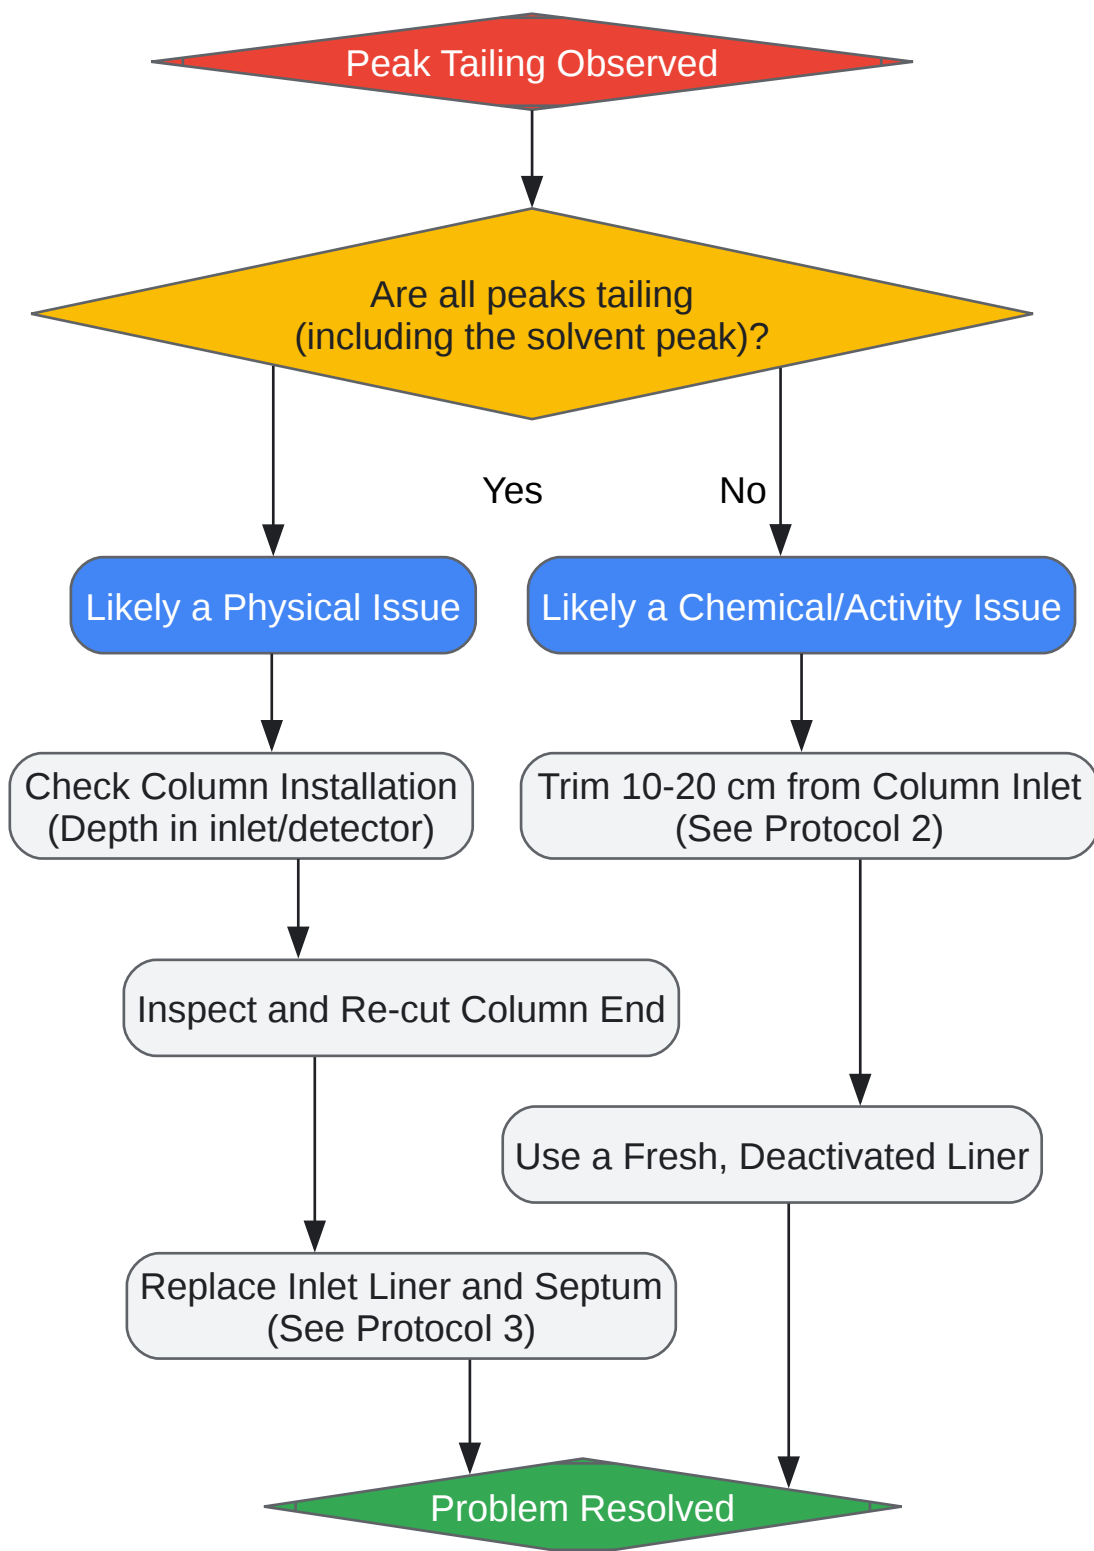 Peak Tailing Observed
Are all peaks tailing
(including the solvent peak)?
Yes
No
Likely a Physical Issue
Likely a Chemical/Activity Issue
Check Column Installation
(Depth in inlet/detector)
Trim 10-20 cm from Column Inlet
(See Protocol 2)
Inspect and Re-cut Column End
Use a Fresh, Deactivated Liner
Replace Inlet Liner and Septum
(See Protocol 3)
Problem Resolved